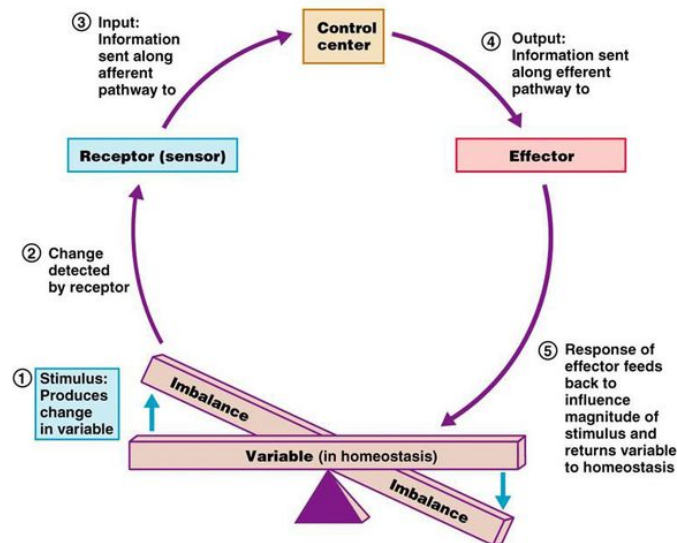 ③ Input:
Information
sent along
afferent
pathway to
Control
center
④ Output:
Information sent
along efferent
pathway to
Receptor (sensor)
Effector
② Change
detected
by receptor
① Stimulus:
Produces
change
in variable
Imbalance
Variable (in homeostasis)
Imbalance
⑤ Response of
effector feeds
back to
influence
magnitude of
stimulus and
returns variable
to homeostasis